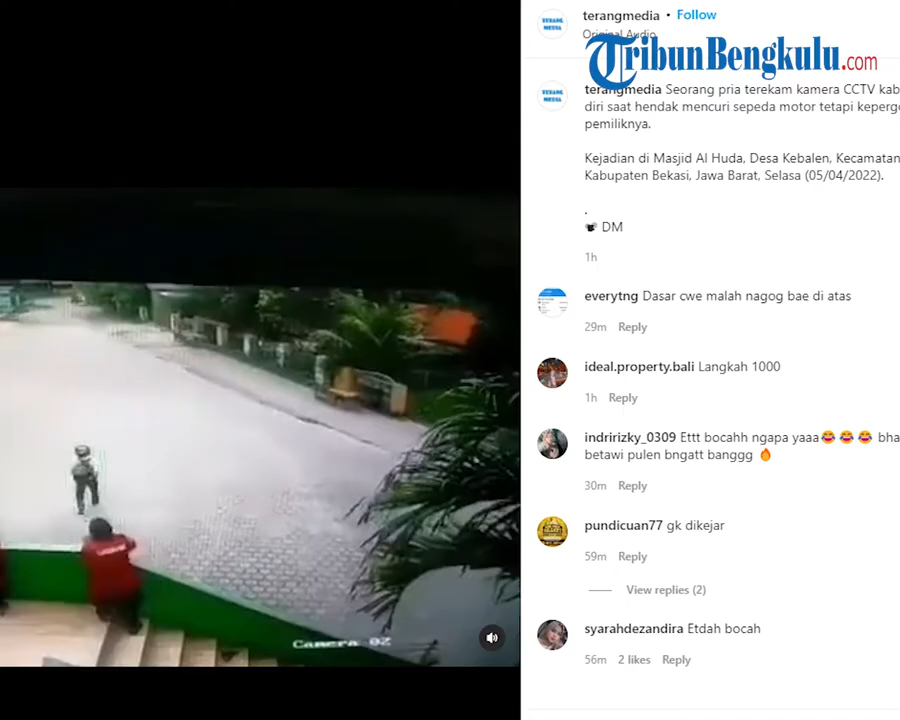 terangmedia • Follow
Original Audio
TribunBengkulu.com
terangmedia Seorang pria terekam kamera CCTV kab
diri saat hendak mencuri sepeda motor tetapi keperg
pemiliknya.
Kejadian di Masjid Al Huda, Desa Kebalen, Kecamatan
Kabupaten Bekasi, Jawa Barat, Selasa (05/04/2022).
.
DM
1h
everytng Dasar cwe malah nagog bae di atas
29m Reply
ideal.property.bali Langkah 1000
1h Reply
indririzky_0309 Ettt bocahh ngapa yaaa😂😂😂 bha
betawi pulen bngatt banggg 🔥
30m Reply
pundicuan77 gk dikejar
59m Reply
View replies (2)
syarahdezandira Etdah bocah
56m 2 likes Reply
Camera 02